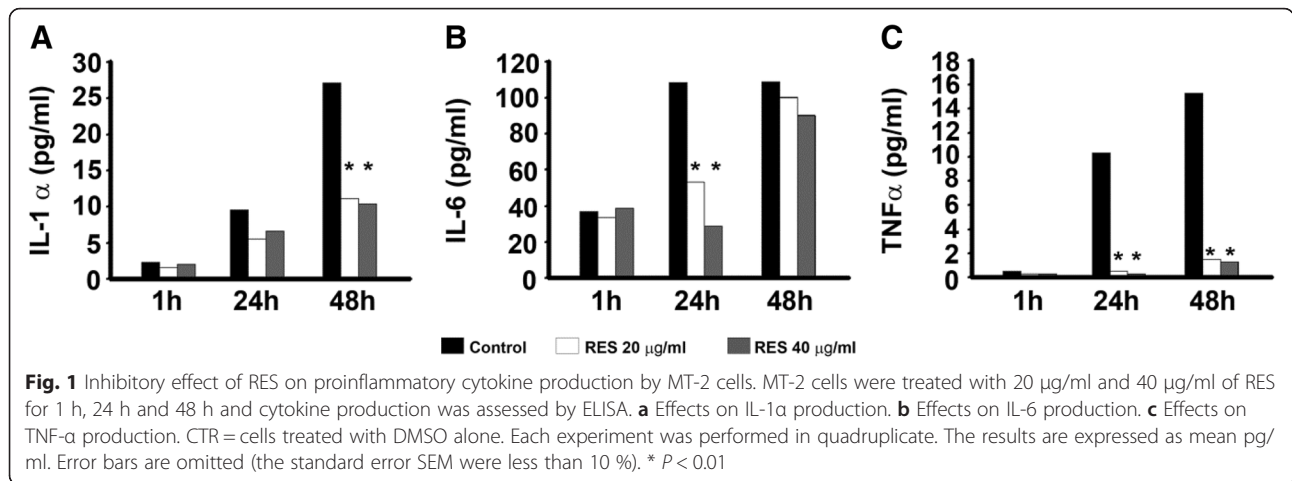 A
IL-1 α (pg/ml)
30
25
20
15
10
5
0
* *
1h 24h 48h
B
IL-6 (pg/ml)
120
100
80
60
40
20
0
* *
1h 24h 48h
C
TNFα (pg/ml)
18
16
14
12
10
8
6
4
2
0
* * * *
1h 24h 48h
Control RES 20 µg/ml RES 40 µg/ml
Fig. 1 Inhibitory effect of RES on proinflammatory cytokine production by MT-2 cells. MT-2 cells were treated with 20 µg/ml and 40 µg/ml of RES
for 1 h, 24 h and 48 h and cytokine production was assessed by ELISA. a Effects on IL-1α production. b Effects on IL-6 production. c Effects on
TNF-α production. CTR = cells treated with DMSO alone. Each experiment was performed in quadruplicate. The results are expressed as mean pg/
ml. Error bars are omitted (the standard error SEM were less than 10 %). * P < 0.01